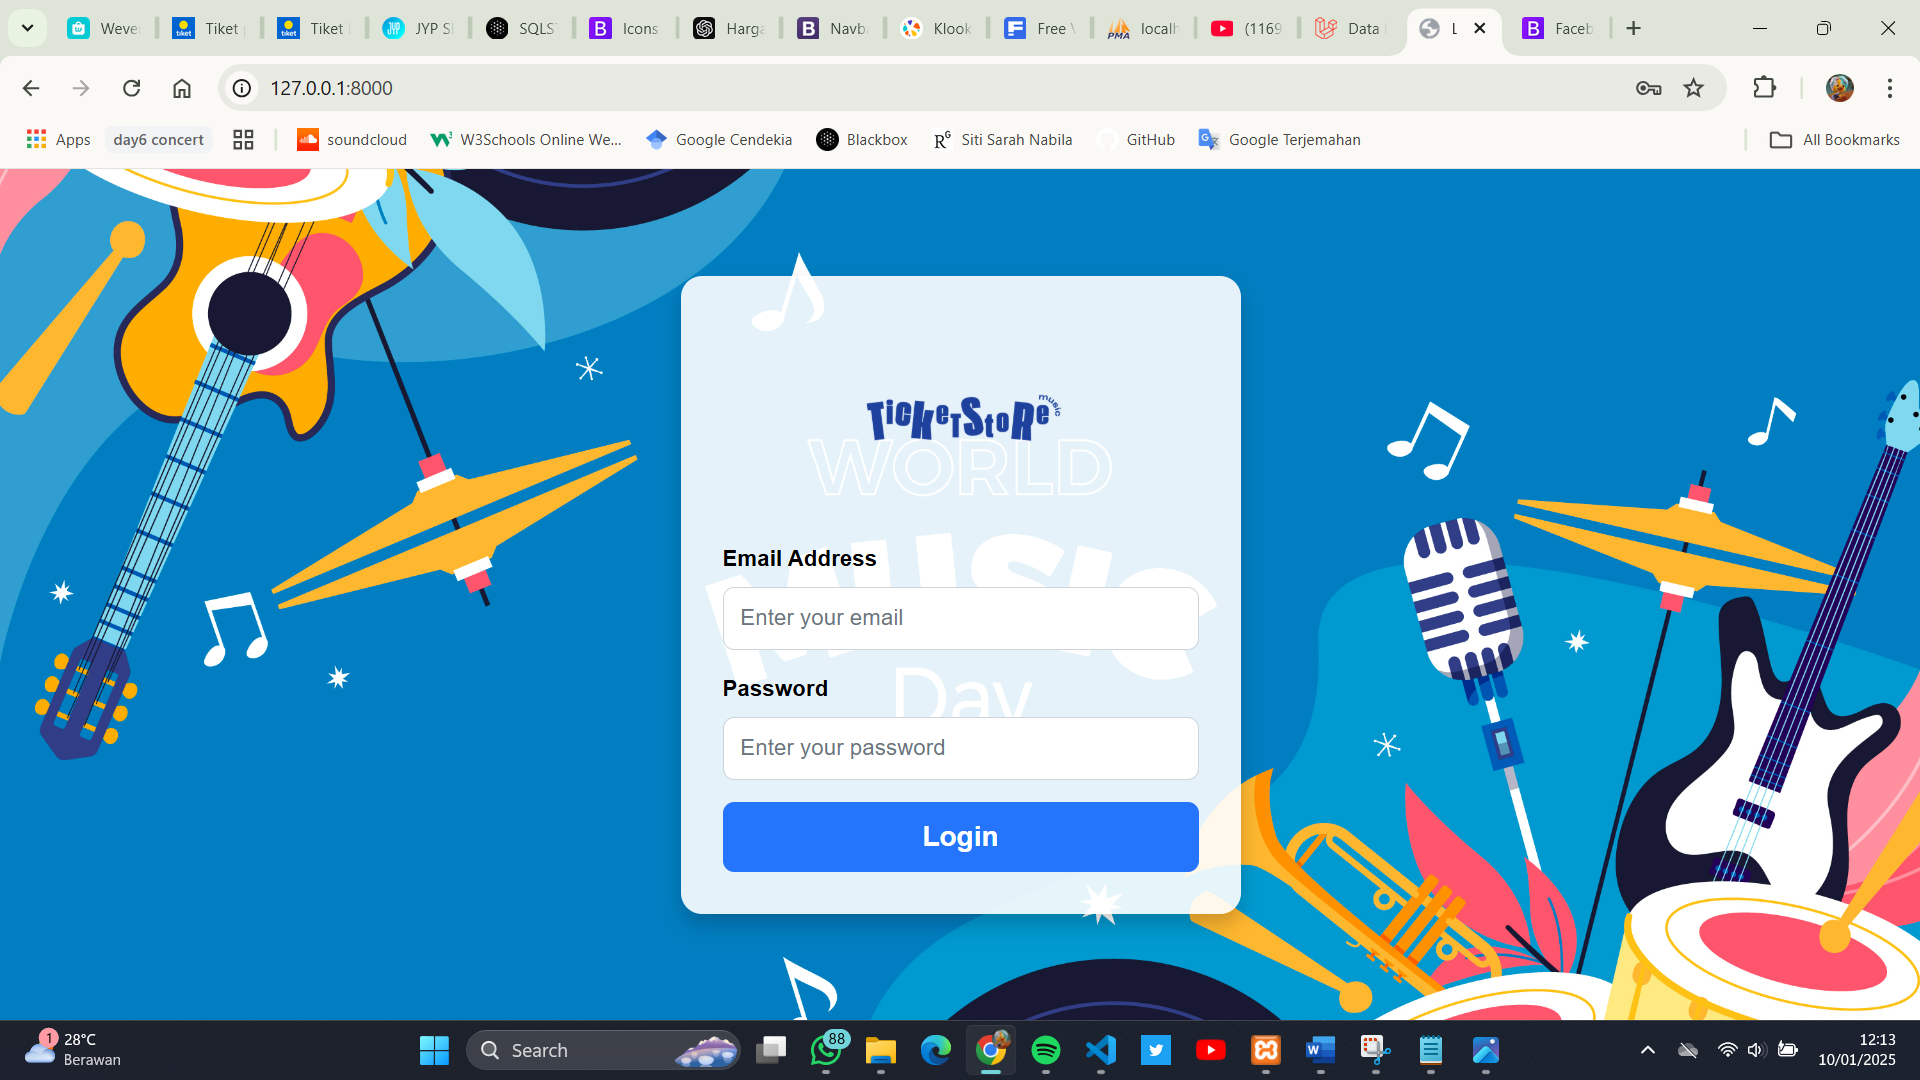 Weve
Tiket
Tiket
JYP S
SQLS
Icons
Harga
Navb
Klook
Free
localh
(1169
Data
L
Faceb
127.0.0.1:8000
Apps
day6 concert
soundcloud
W3Schools Online We...
Google Cendekia
Blackbox
Siti Sarah Nabila
GitHub
Google Terjemahan
All Bookmarks
TicketStore music
WORLD
MUSIC
Day
Email Address
Enter your email
Password
Enter your password
Login
1
28°C
Berawan
Search
88
12:13
10/01/2025